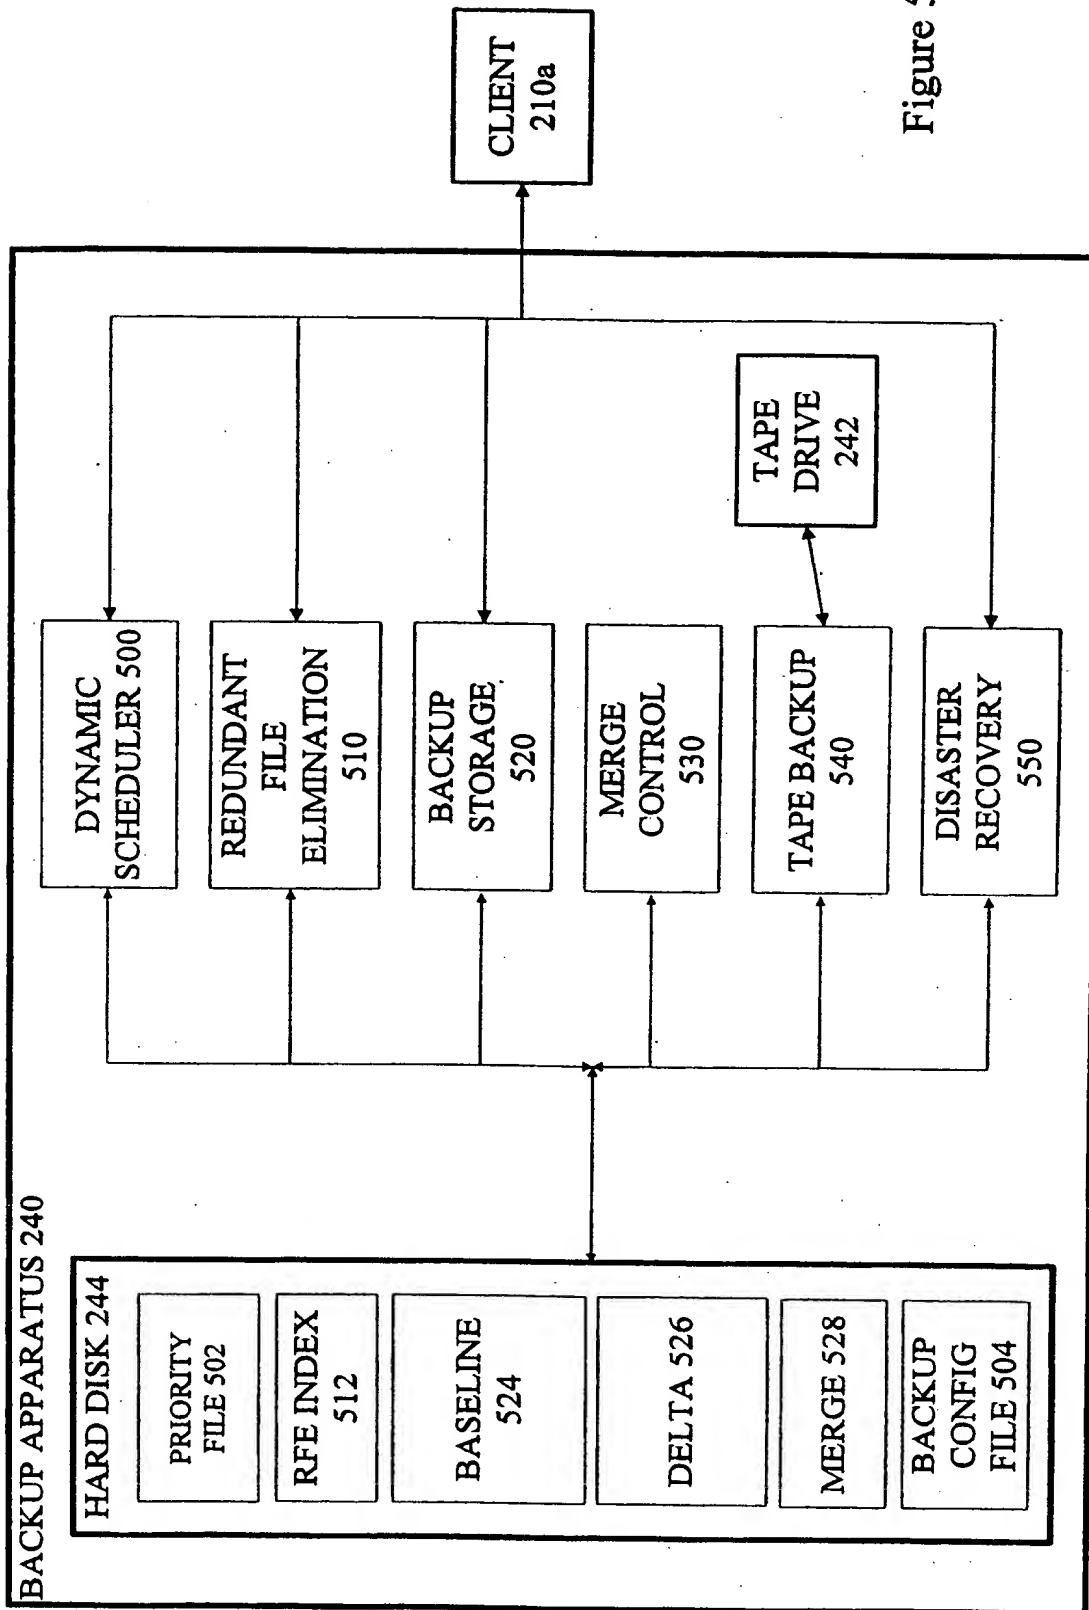 BACKUP APPARATUS 240
HARD DISK 244
PRIORITY
FILE 502
RFE INDEX
512
BASELINE
524
DELTA 526
MERGE 528
BACKUP
CONFIG
FILE 504
DYNAMIC
SCHEDULER 500
REDUNDANT
FILE
ELIMINATION
510
BACKUP
STORAGE
520
MERGE
CONTROL
530
TAPE BACKUP
540
DISASTER
RECOVERY
550
TAPE
DRIVE
242
CLIENT
210a
Figure 5